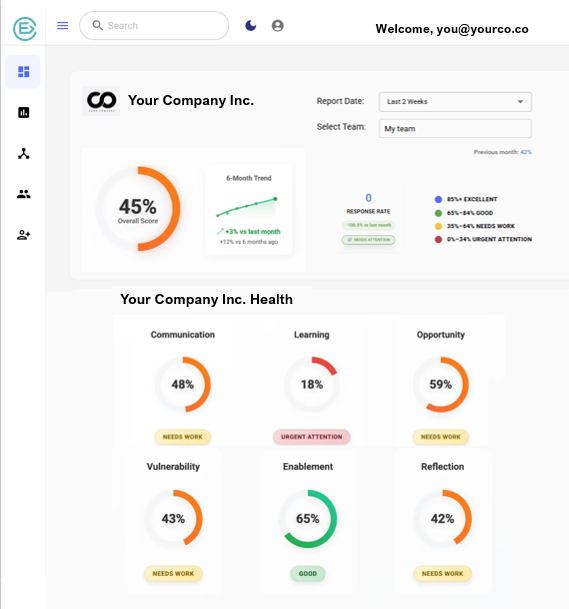 Search
Welcome, you@yourco.co
Your Company Inc.
Report Date:
Last 2 Weeks
Select Team:
My team
Previous month: 42%
45%
Overall Score
6-Month Trend
+3% vs last month
+12% vs 6 months ago
0
RESPONSE RATE
-100.0% vs last month
NEEDS ATTENTION
85%+ EXCELLENT
65%–84% GOOD
35%–64% NEEDS WORK
0%–34% URGENT ATTENTION
Your Company Inc. Health
Communication
Learning
Opportunity
48%
18%
59%
NEEDS WORK
URGENT ATTENTION
NEEDS WORK
Vulnerability
Enablement
Reflection
43%
65%
42%
NEEDS WORK
GOOD
NEEDS WORK